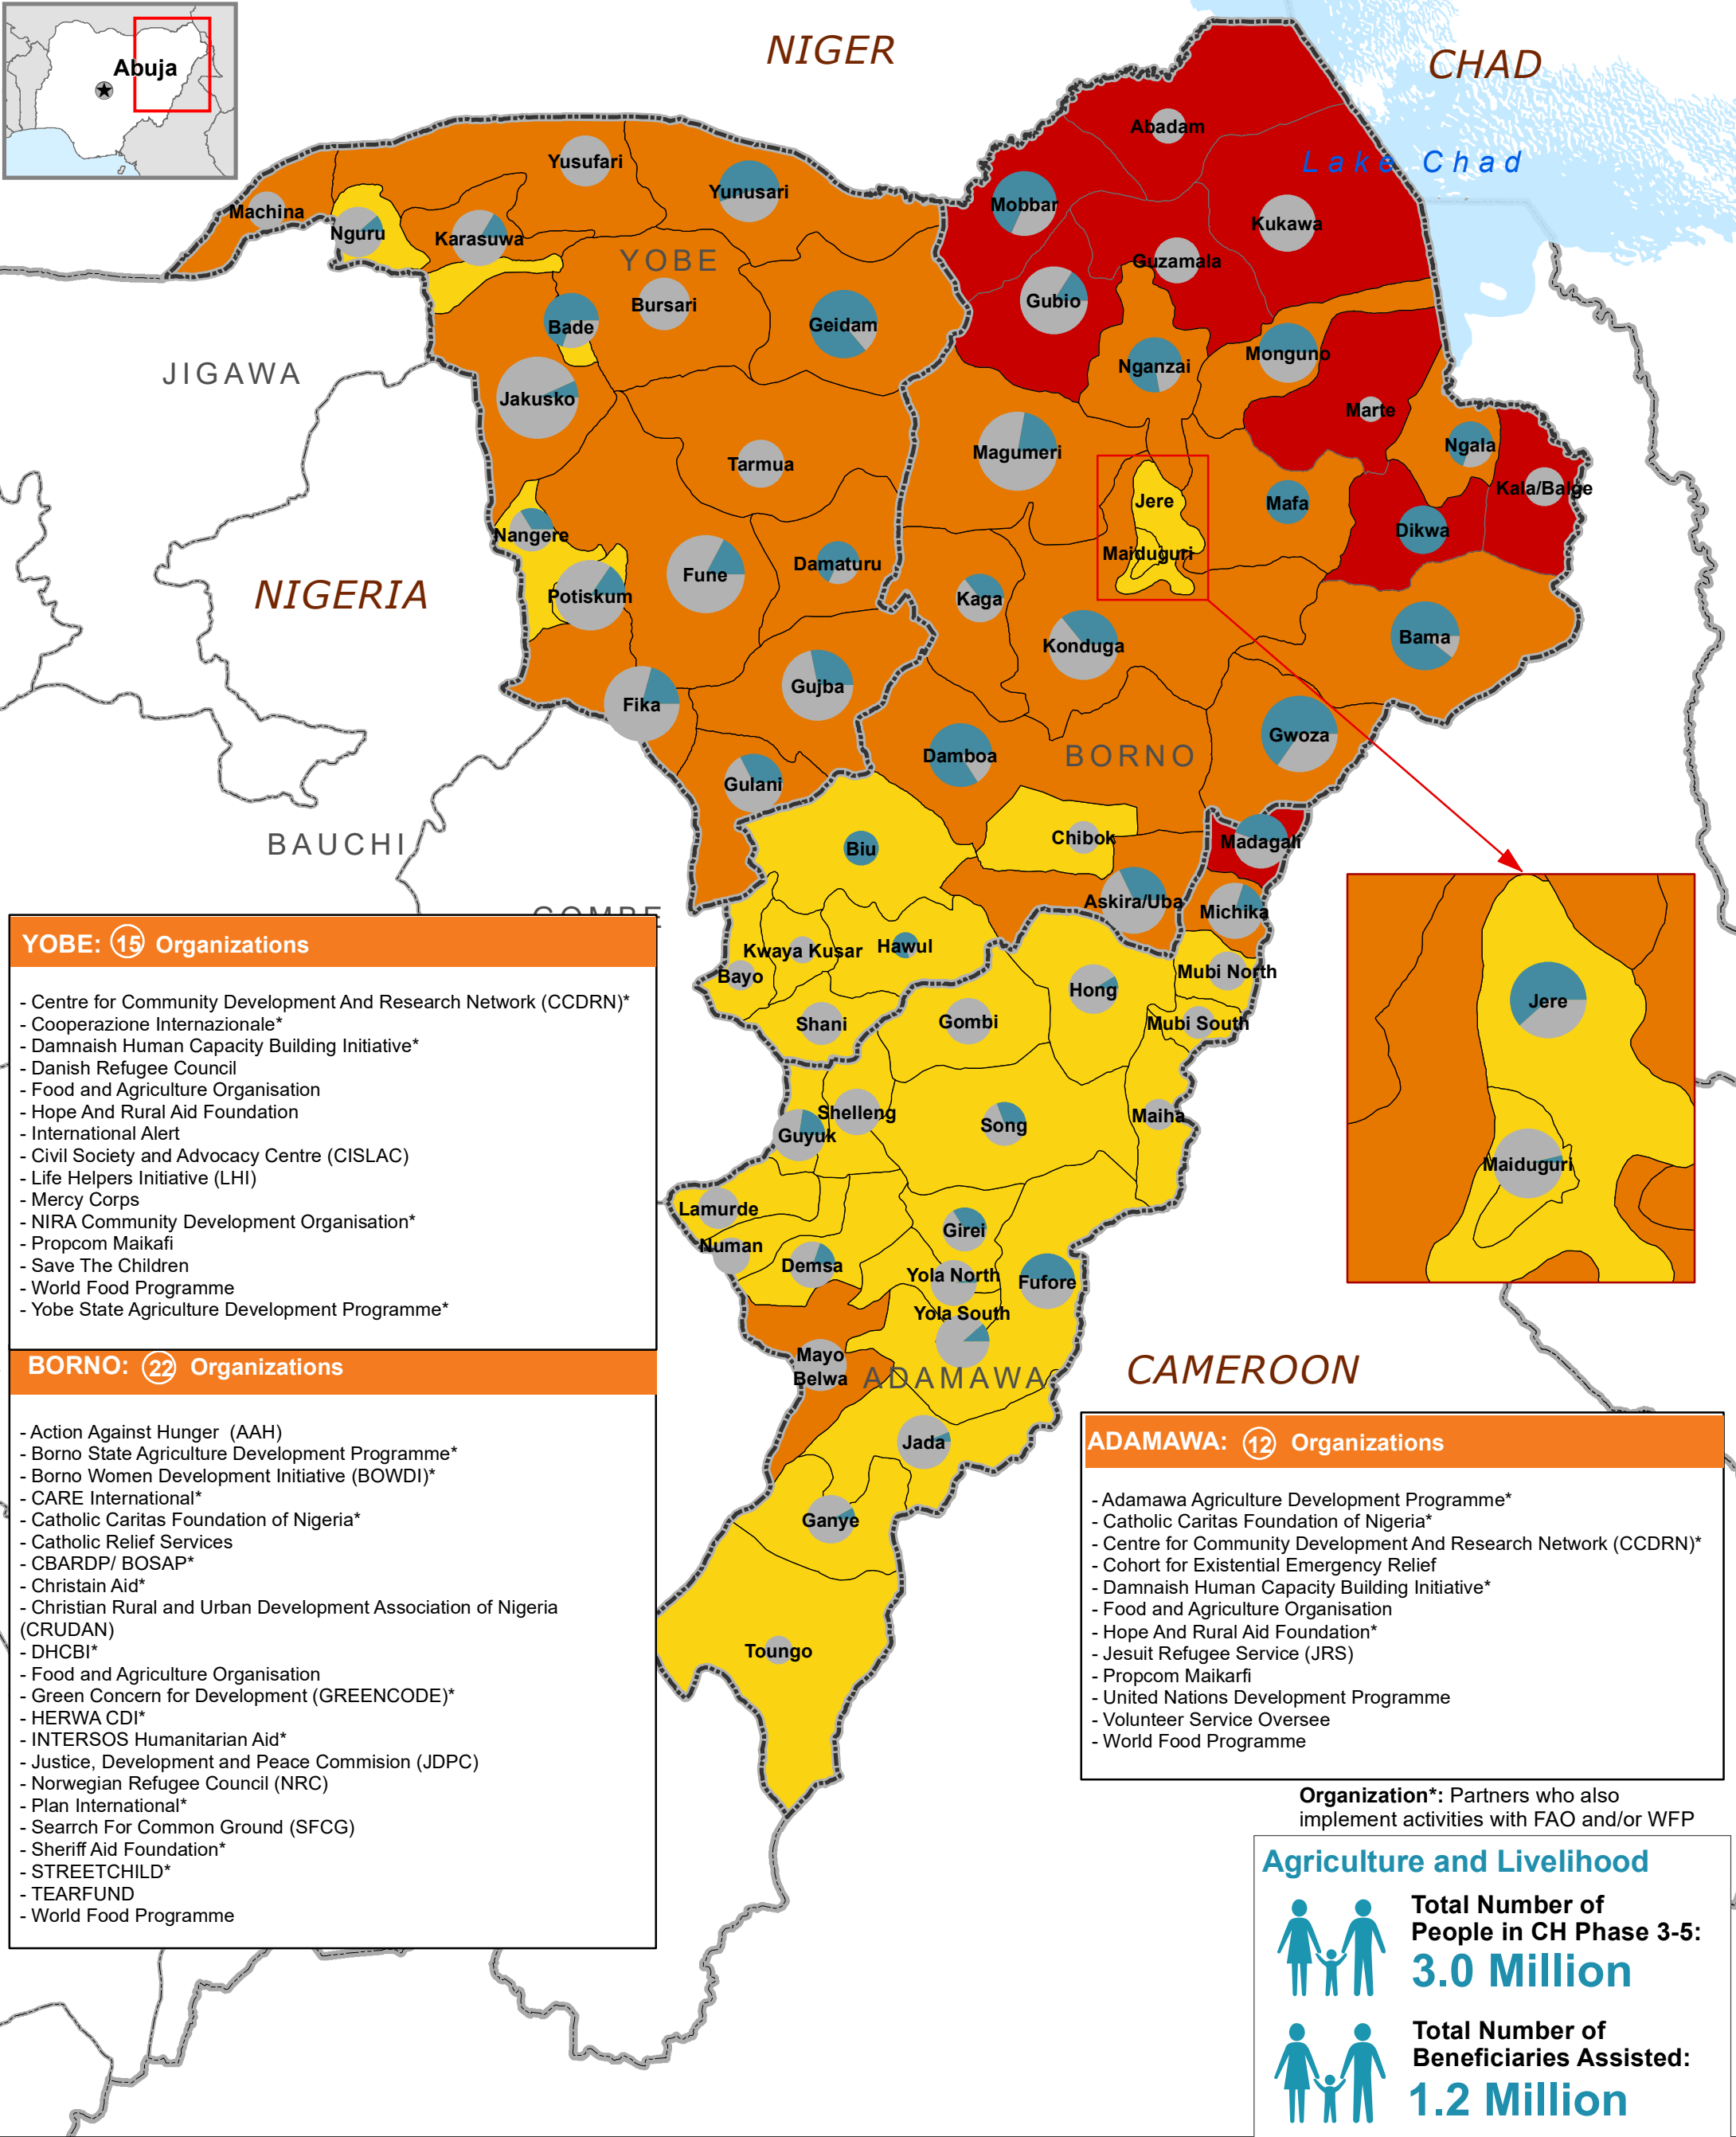 NIGER
CHAD
Abuja
Lake Chad
Abadam
Yusufari
Yunusari
Machina
Mobbar
Kukawa
Nguru
Karasuwa
YOBE
Guzamala
Bursari
Gubio
Bade
Geidam
Monguno
Nganzai
JIGAWA
Jakusko
Marte
Magumeri
Ngala
Tarmua
Kala/Balge
Jere
Mafa
Dikwa
Nangere
Maiduguri
Damaturu
Fune
NIGERIA
Potiskum
Kaga
Bama
Konduga
Gujba
Fika
Gwoza
Damboa
BORNO
Gulani
BAUCHI
Chibok
Madagali
Biu
Askira/Uba
Michika
GOMBE
Kwaya Kusar
Hawul
Bayo
Mubi North
Hong
Shani
Gombi
Mubi South
Jere
Shelleng
Song
Maiha
Guyuk
Maiduguri
Lamurde
Girei
Numan
Demsa
Yola North
Fufore
Yola South
Mayo
Belwa
ADAMAWA
CAMEROON
Jada
Ganye
Toungo
YOBE: 15 Organizations
- Centre for Community Development And Research Network (CCDRN)*
- Cooperazione Internazionale*
- Damnaish Human Capacity Building Initiative*
- Danish Refugee Council
- Food and Agriculture Organisation
- Hope And Rural Aid Foundation
- International Alert
- Civil Society and Advocacy Centre (CISLAC)
- Life Helpers Initiative (LHI)
- Mercy Corps
- NIRA Community Development Organisation*
- Propcom Maikafi
- Save The Children
- World Food Programme
- Yobe State Agriculture Development Programme*
BORNO: 22 Organizations
- Action Against Hunger (AAH)
- Borno State Agriculture Development Programme*
- Borno Women Development Initiative (BOWDI)*
- CARE International*
- Catholic Caritas Foundation of Nigeria*
- Catholic Relief Services
- CBARDP/ BOSAP*
- Christain Aid*
- Christian Rural and Urban Development Association of Nigeria
(CRUDAN)
- DHCBI*
- Food and Agriculture Organisation
- Green Concern for Development (GREENCODE)*
- HERWA CDI*
- INTERSOS Humanitarian Aid*
- Justice, Development and Peace Commision (JDPC)
- Norwegian Refugee Council (NRC)
- Plan International*
- Searrch For Common Ground (SFCG)
- Sheriff Aid Foundation*
- STREETCHILD*
- TEARFUND
- World Food Programme
ADAMAWA: 12 Organizations
- Adamawa Agriculture Development Programme*
- Catholic Caritas Foundation of Nigeria*
- Centre for Community Development And Research Network (CCDRN)*
- Cohort for Existential Emergency Relief
- Damnaish Human Capacity Building Initiative*
- Food and Agriculture Organisation
- Hope And Rural Aid Foundation*
- Jesuit Refugee Service (JRS)
- Propcom Maikarfi
- United Nations Development Programme
- Volunteer Service Oversee
- World Food Programme
Organization*: Partners who also
implement activities with FAO and/or WFP
Agriculture and Livelihood
Total Number of
People in CH Phase 3-5:
3.0 Million
Total Number of
Beneficiaries Assisted:
1.2 Million